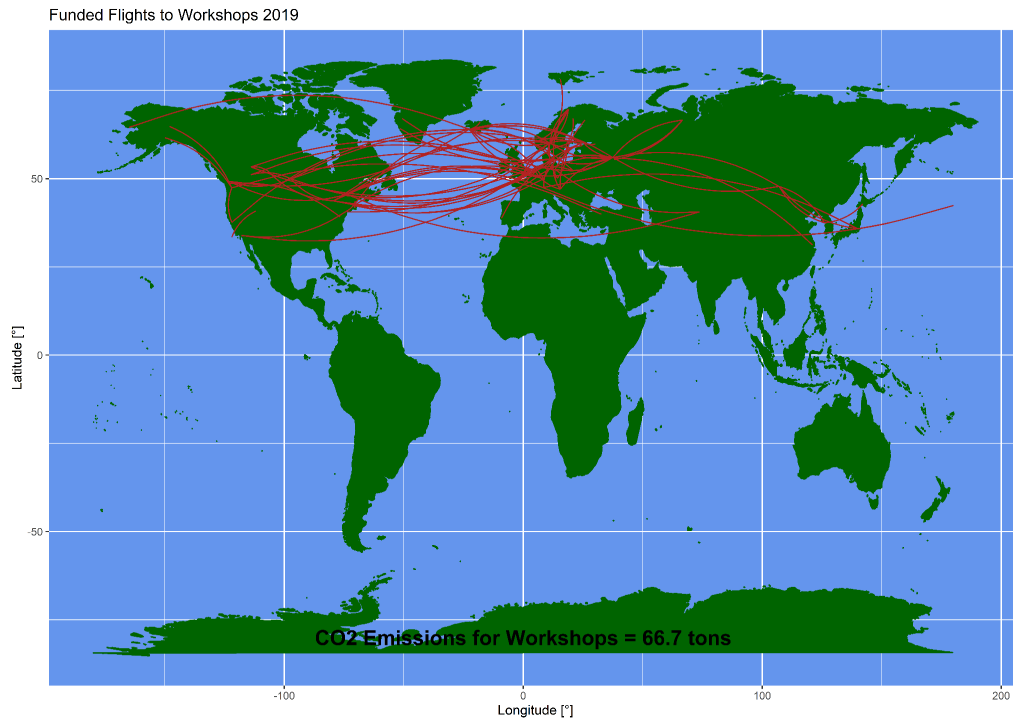 Funded Flights to Workshops 2019
Latitude [°]
50
0
-50
CO2 Emissions for Workshops = 66.7 tons
-100
0
100
200
Longitude [°]